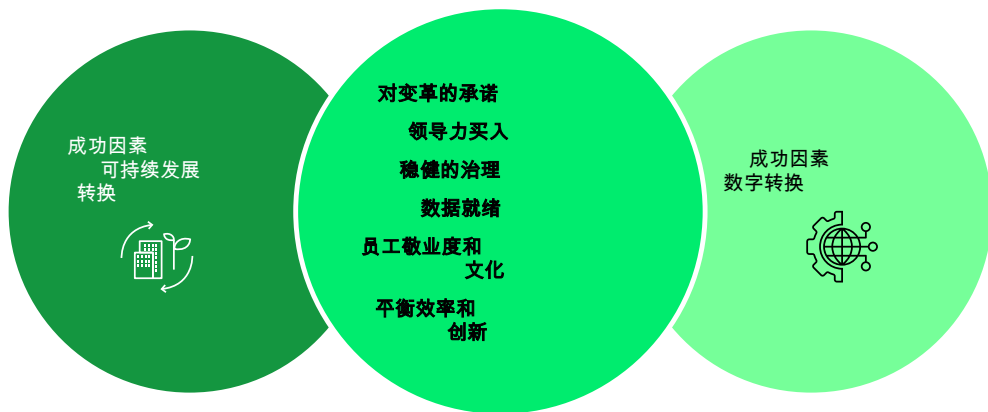 成功因素
可持续发展
转换
对变革的承诺
领导力买入
稳健的治理
数据就绪
员工敬业度和
文化
平衡效率和
创新
成功因素
数字转换